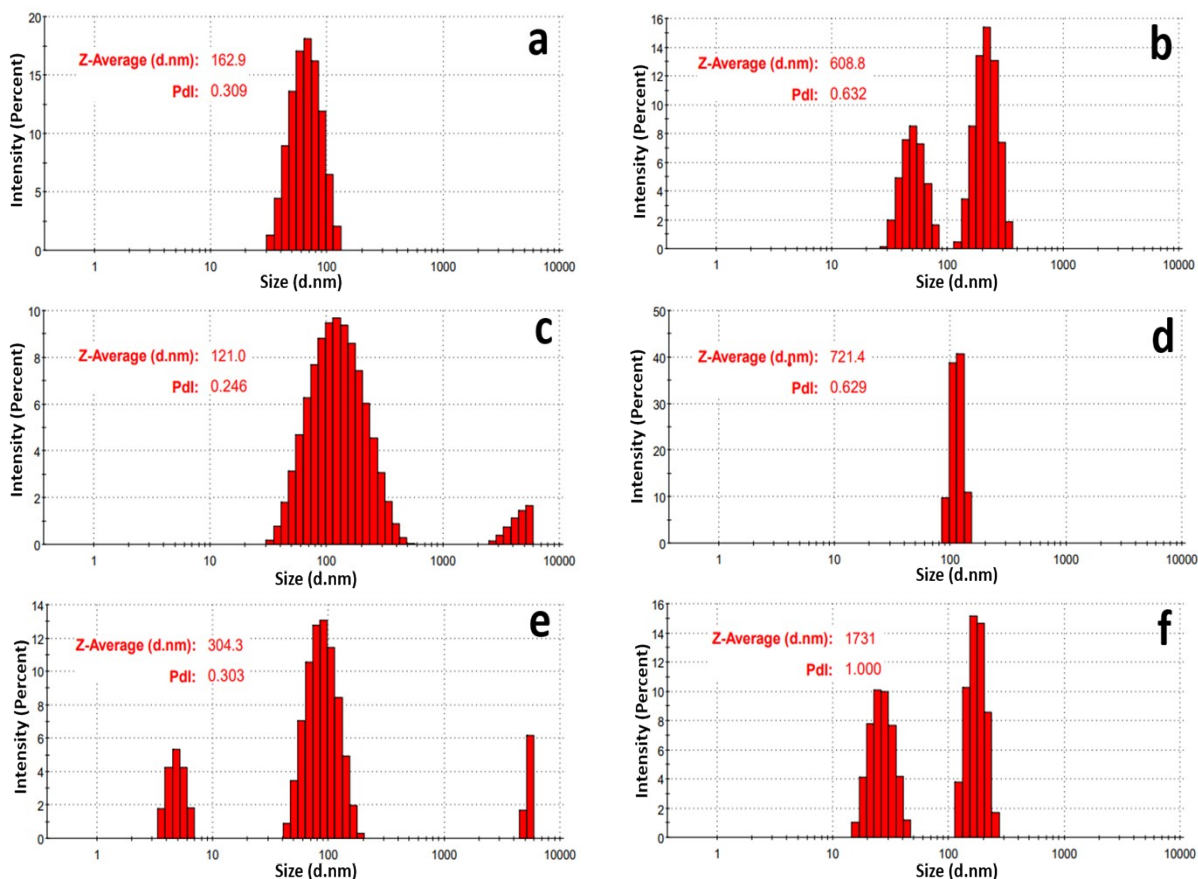 a
Z-Average (d.nm): 162.9
PdI: 0.309
Intensity (Percent)
20
15
10
5
0
1 10 100 1000 10000
Size (d.nm)
b
Z-Average (d.nm): 608.8
PdI: 0.632
Intensity (Percent)
16
14
12
10
8
6
4
2
0
1 10 100 1000 10000
Size (d.nm)
c
Z-Average (d.nm): 121.0
PdI: 0.246
Intensity (Percent)
10
8
6
4
2
0
1 10 100 1000 10000
Size (d.nm)
d
Z-Average (d.nm): 721.4
PdI: 0.629
Intensity (Percent)
50
40
30
20
10
0
1 10 100 1000 10000
Size (d.nm)
e
Z-Average (d.nm): 304.3
PdI: 0.303
Intensity (Percent)
14
12
10
8
6
4
2
0
1 10 100 1000 10000
Size (d.nm)
f
Z-Average (d.nm): 1731
PdI: 1.000
Intensity (Percent)
16
14
12
10
8
6
4
2
0
1 10 100 1000 10000
Size (d.nm)